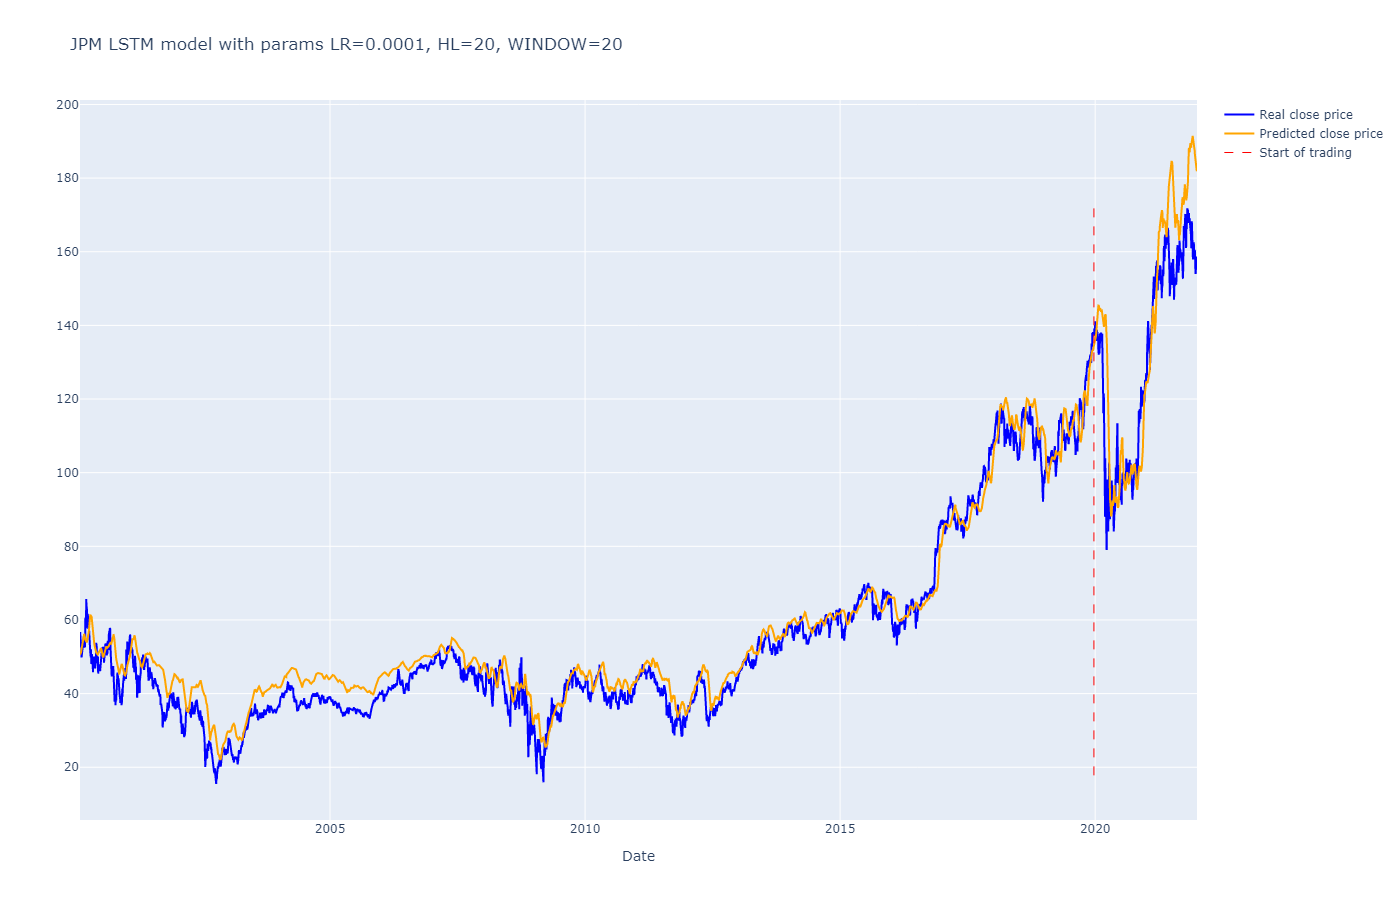 JPM LSTM model with params LR=0.0001, HL=20, WINDOW=20
200
180
160
140
120
100
80
60
40
20
2005
2010
2015
2020
Date
Real close price
Predicted close price
Start of trading